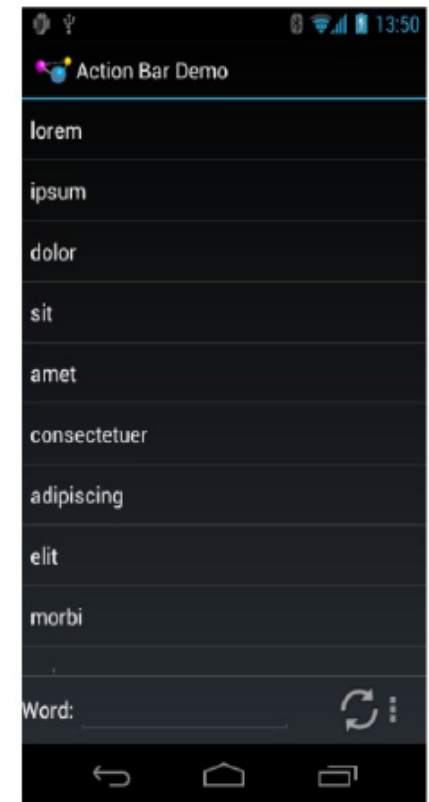 13:50
Action Bar Demo
lorem
ipsum
dolor
sit
amet
consectetuer
adipiscing
elit
morbi
Word: